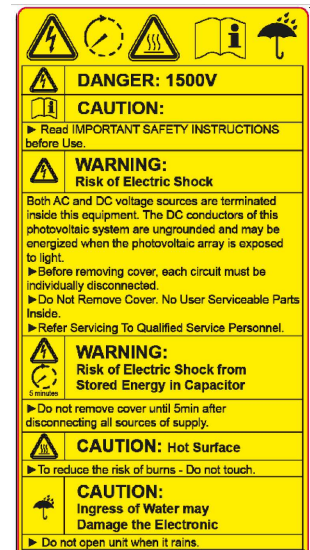 DANGER: 1500V
CAUTION:
► Read IMPORTANT SAFETY INSTRUCTIONS
before Use.
WARNING:
Risk of Electric Shock
Both AC and DC voltage sources are terminated
inside this equipment. The DC conductors of this
photovoltaic system are ungrounded and may be
energized when the photovoltaic array is exposed
to light.
►Before removing cover, each circuit must be
individually disconnected.
►Do Not Remove Cover. No User Serviceable Parts
Inside.
►Refer Servicing To Qualified Service Personnel.
WARNING:
Risk of Electric Shock from
Stored Energy in Capacitor
5 minutes
►Do not remove cover until 5min after
disconnecting all sources of supply.
CAUTION: Hot Surface
►To reduce the risk of burns - Do not touch.
CAUTION:
Ingress of Water may
Damage the Electronic
► Do not open unit when it rains.